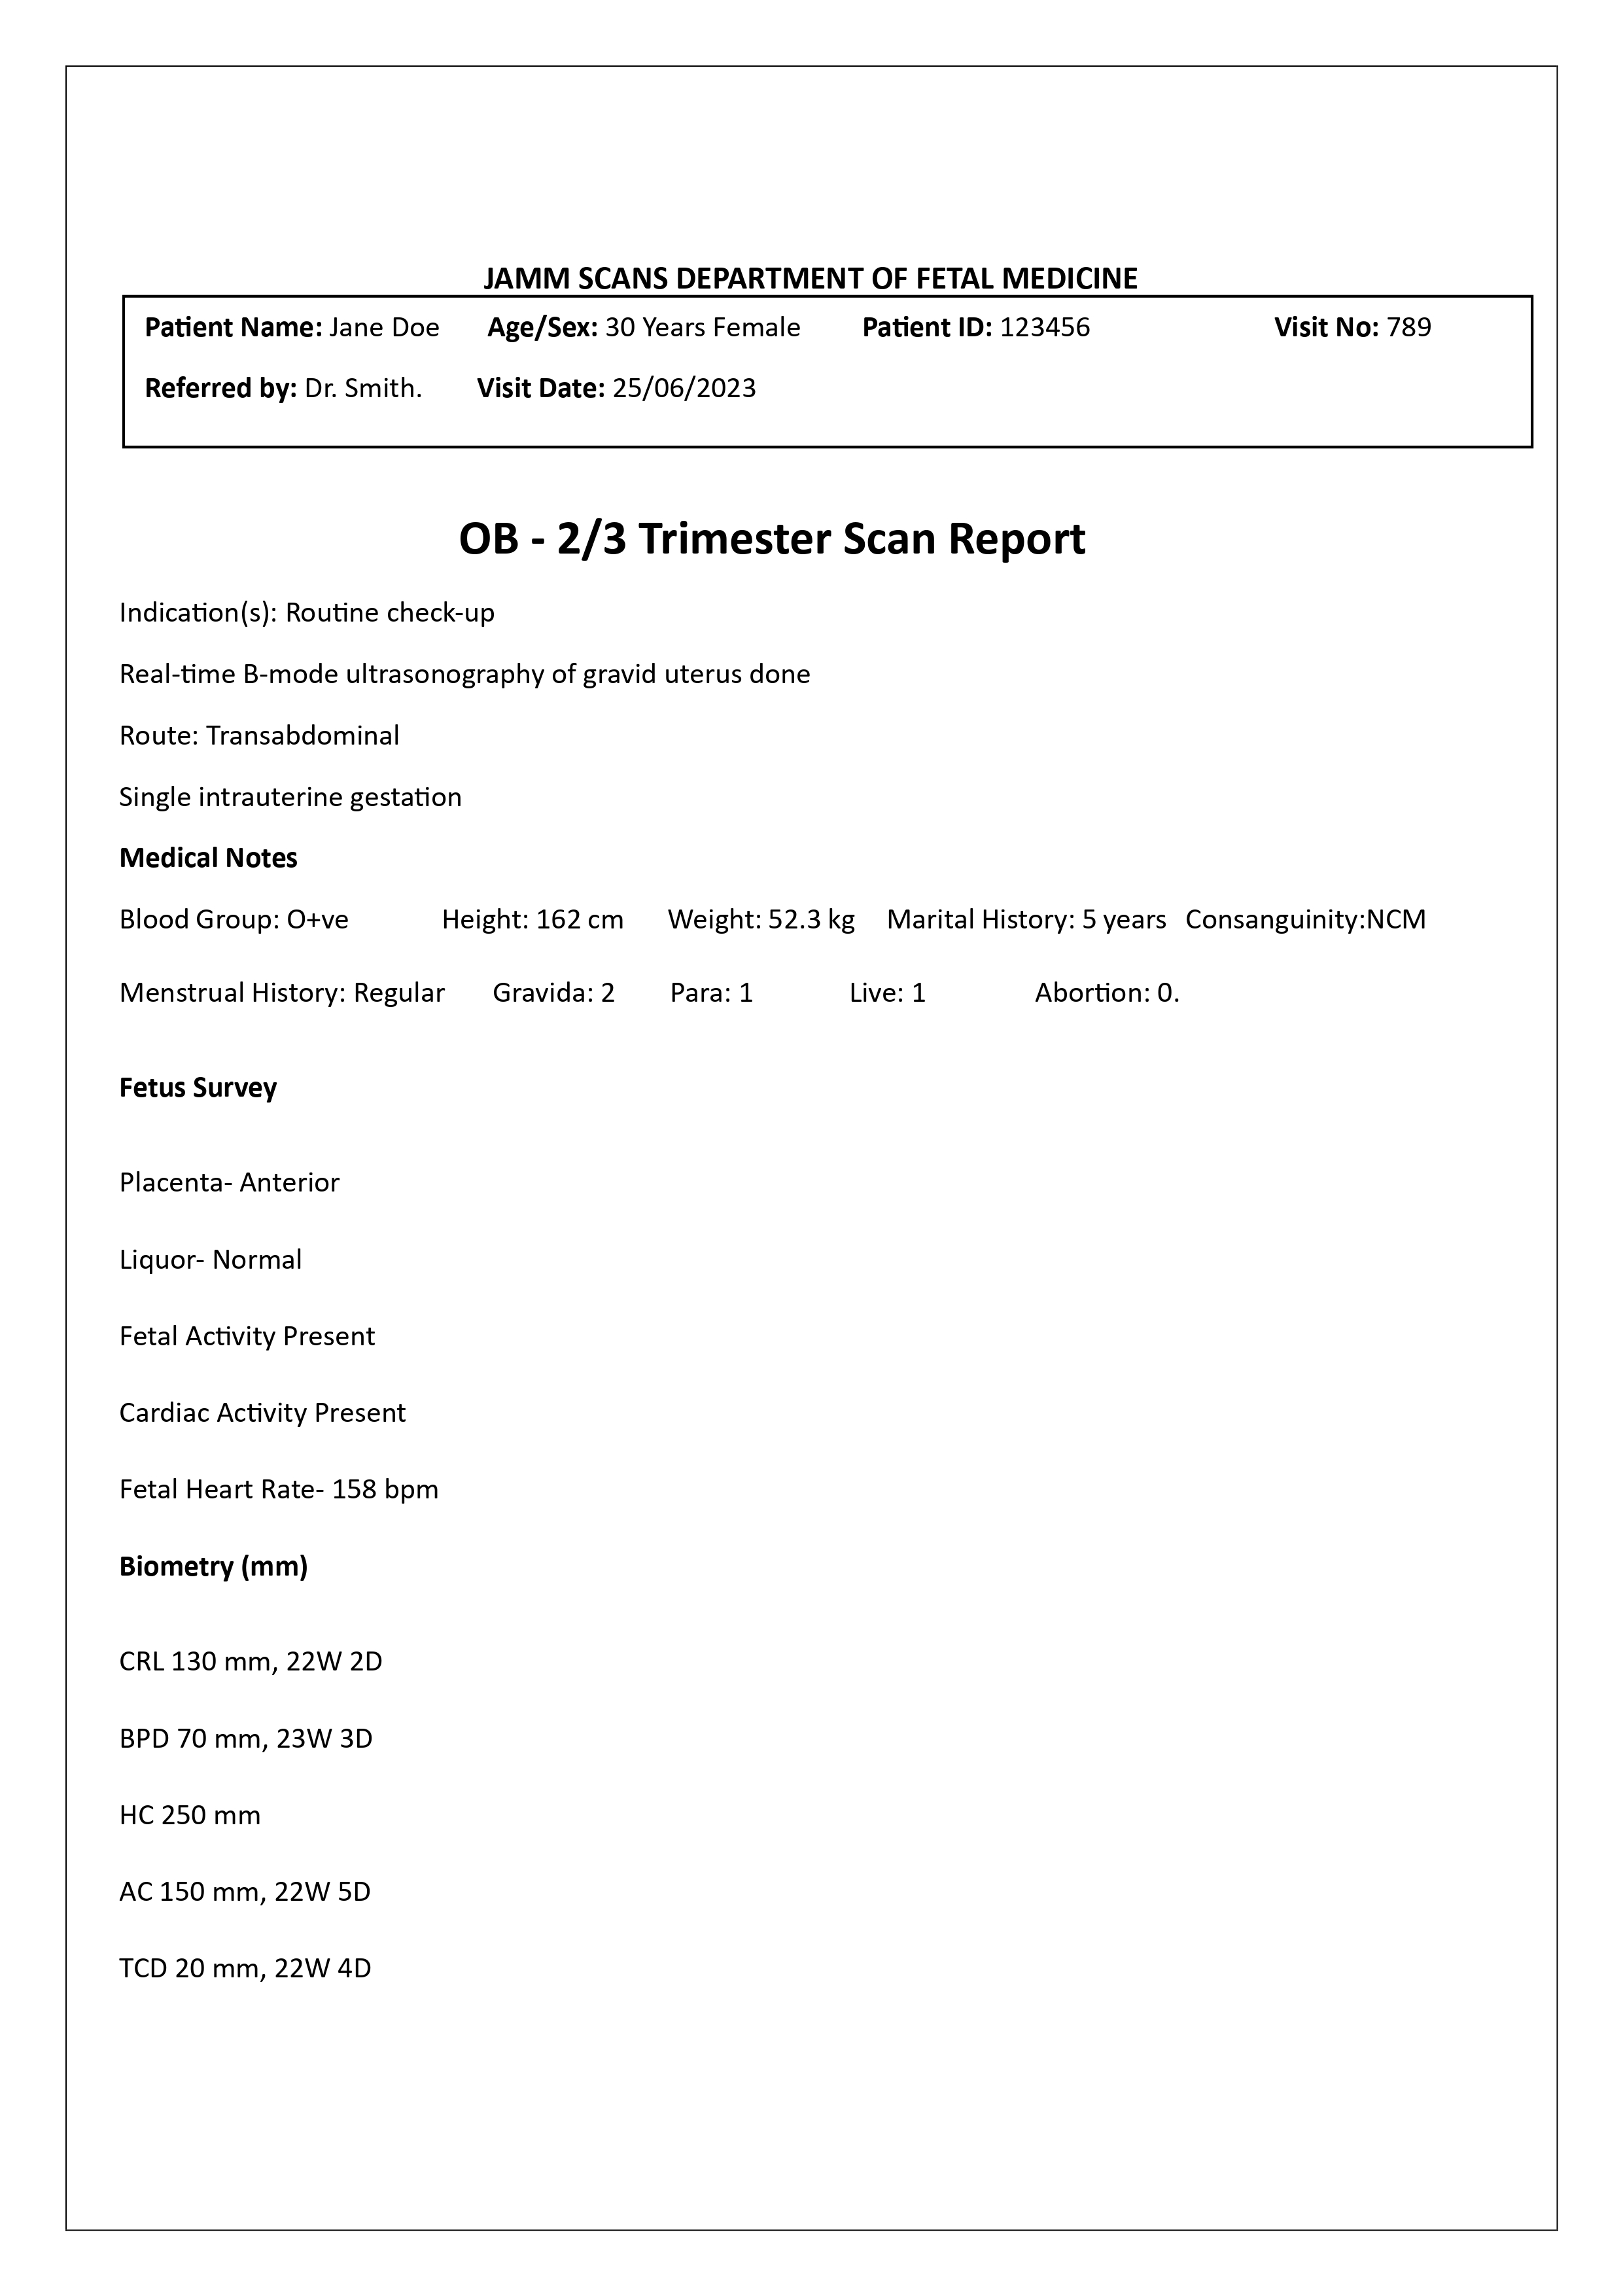 JAMM SCANS DEPARTMENT OF FETAL MEDICINE
Patient Name: Jane Doe Age/Sex: 30 Years Female Patient ID: 123456 Visit No: 789
Referred by: Dr. Smith. Visit Date: 25/06/2023
OB - 2/3 Trimester Scan Report
Indication(s): Routine check-up
Real-time B-mode ultrasonography of gravid uterus done
Route: Transabdominal
Single intrauterine gestation
Medical Notes
Blood Group: O+ve Height: 162 cm Weight: 52.3 kg Marital History: 5 years Consanguinity:NCM
Menstrual History: Regular Gravida: 2 Para: 1 Live: 1 Abortion: 0.
Fetus Survey
Placenta- Anterior
Liquor- Normal
Fetal Activity Present
Cardiac Activity Present
Fetal Heart Rate- 158 bpm
Biometry (mm)
CRL 130 mm, 22W 2D
BPD 70 mm, 23W 3D
HC 250 mm
AC 150 mm, 22W 5D
TCD 20 mm, 22W 4D